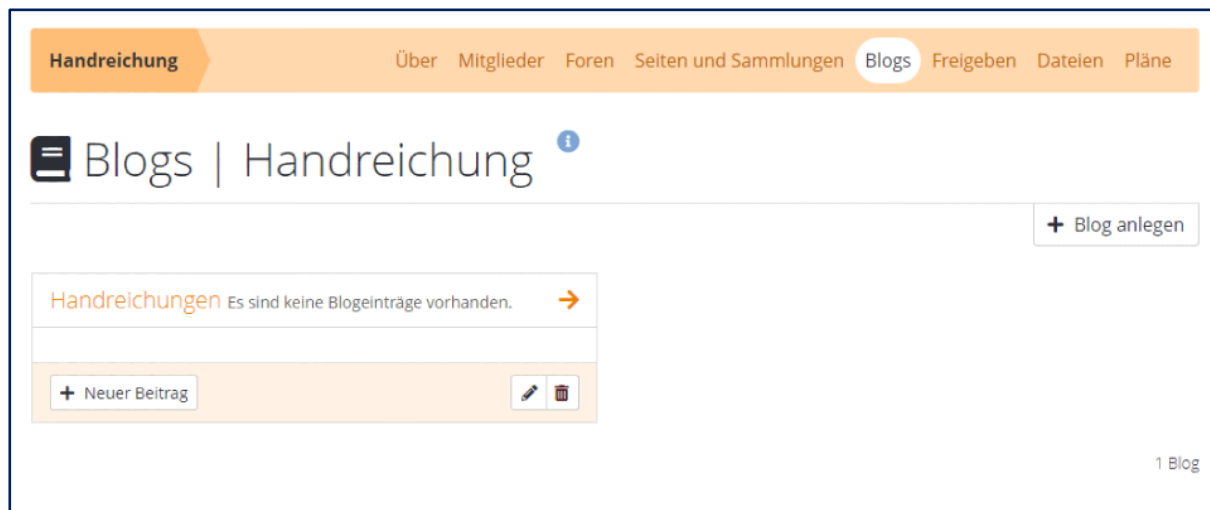 Handreichung Über Mitglieder Foren Seiten und Sammlungen Blogs Freigeben Dateien Pläne
Blogs | Handreichung
+ Blog anlegen
Handreichungen Es sind keine Blogeinträge vorhanden.
+ Neuer Beitrag
1 Blog